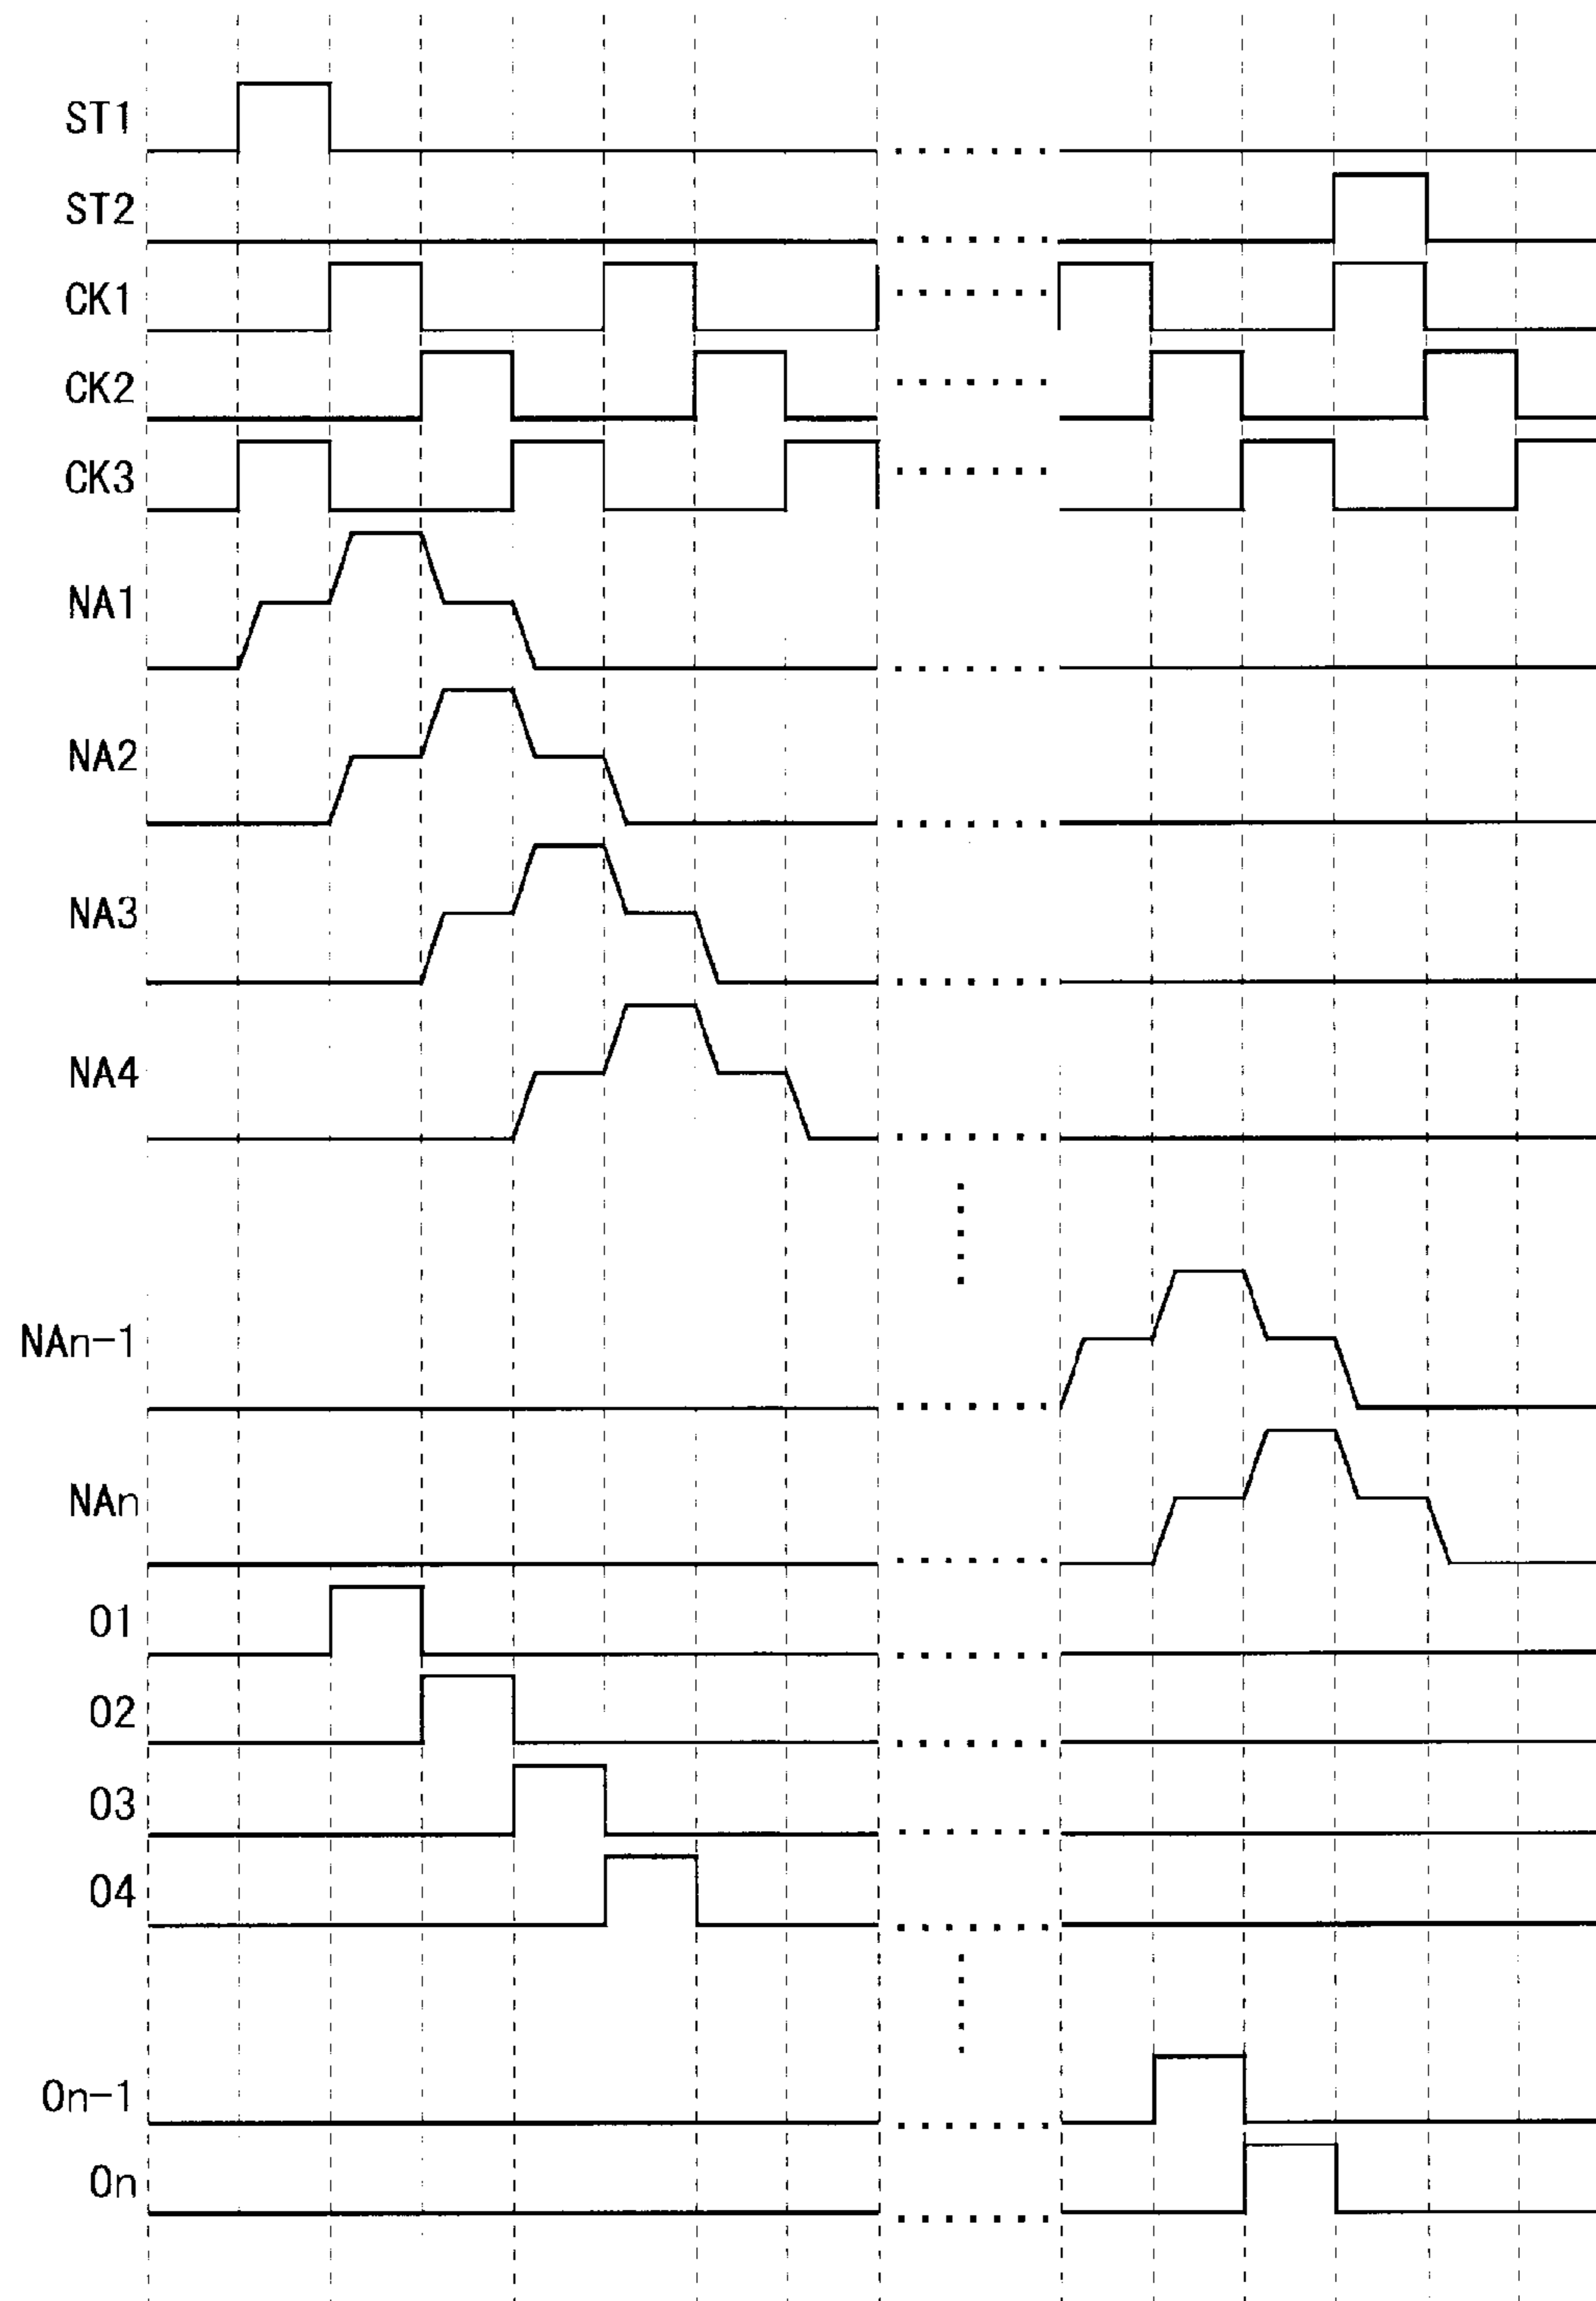 ST1
ST2
CK1
CK2
CK3
NA1
NA2
NA3
NA4
NAn-1
NAn
O1
O2
O3
O4
On-1
On